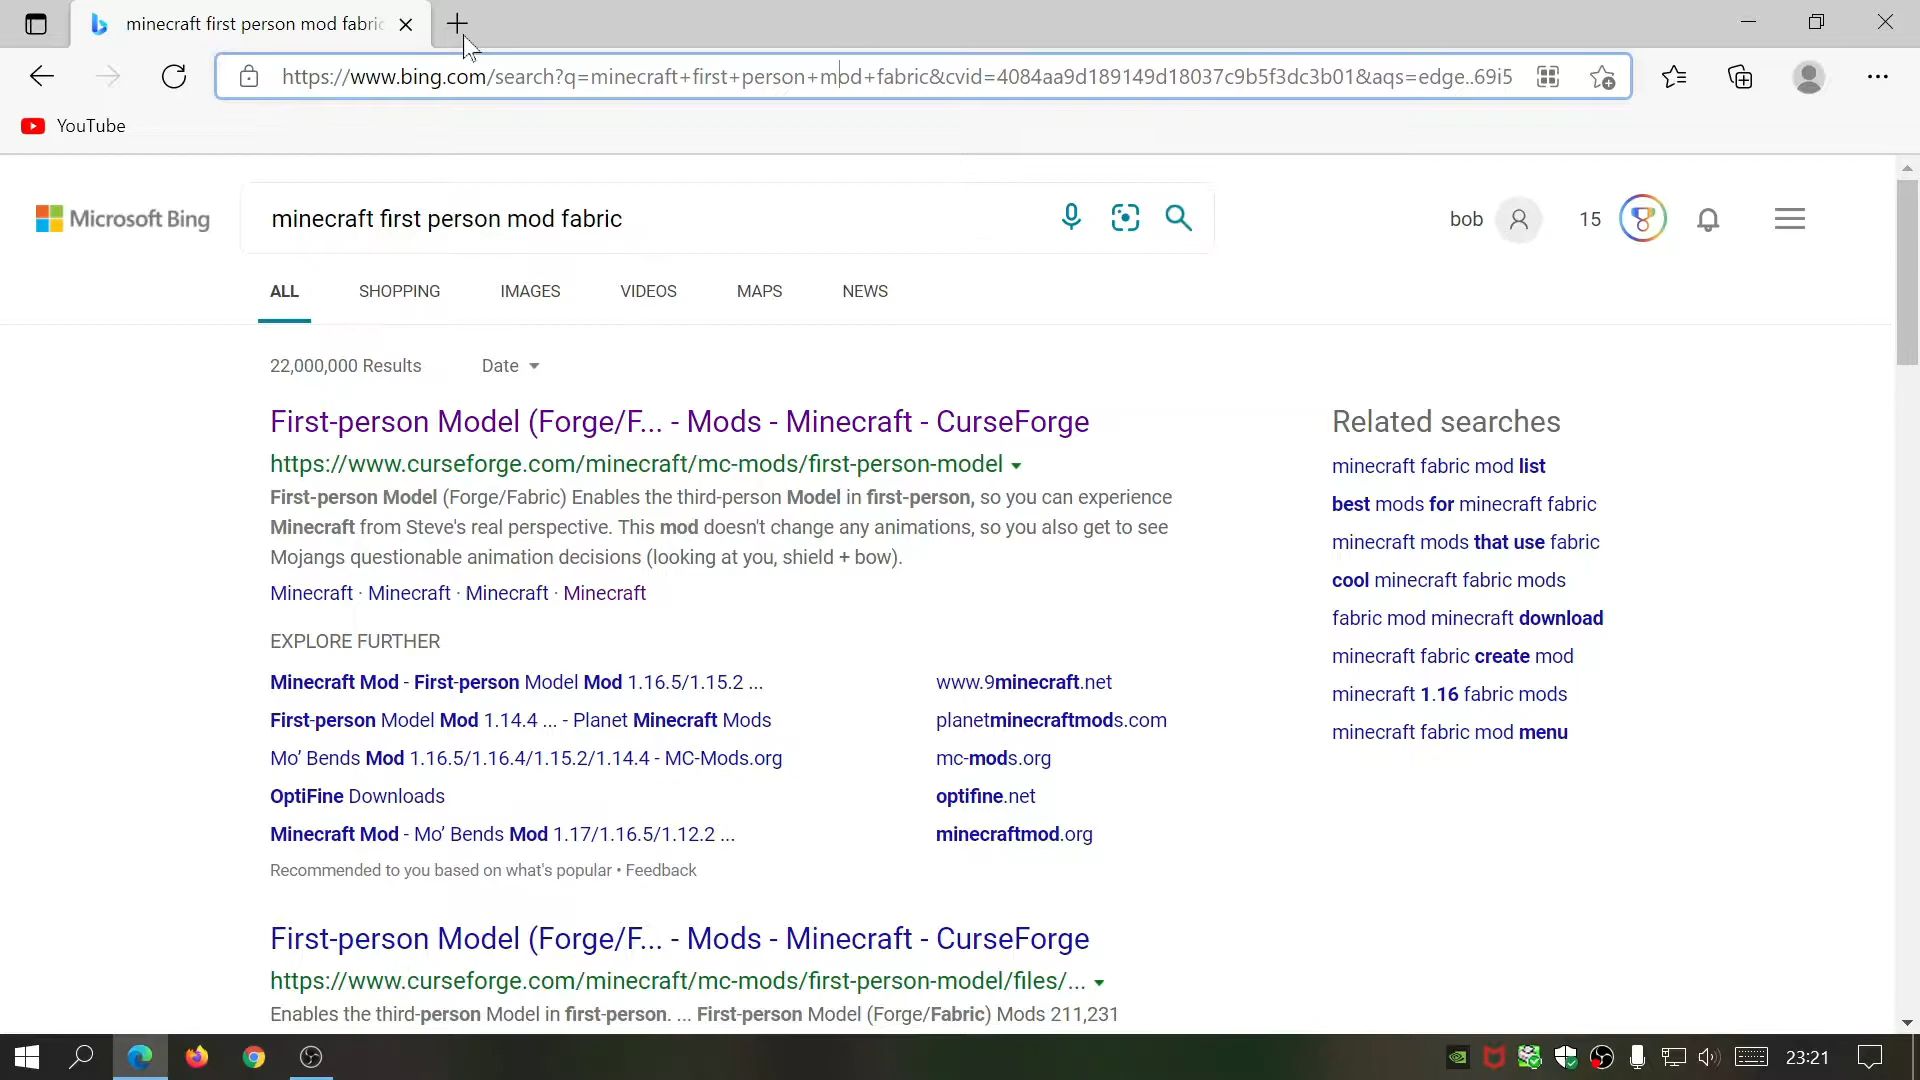 minecraft first person mod fabric
https://www.bing.com/search?q=minecraft+first+person+mod+fabric&cvid=4084aa9d189149d18037c9b5f3dc3b01&aqs=edge..69i5
YouTube
Microsoft Bing
minecraft first person mod fabric
bob
15
ALL
SHOPPING
IMAGES
VIDEOS
MAPS
NEWS
22,000,000 Results
Date
First-person Model (Forge/F... - Mods - Minecraft - CurseForge
https://www.curseforge.com/minecraft/mc-mods/first-person-model
First-person Model (Forge/Fabric) Enables the third-person Model in first-person, so you can experience
Minecraft from Steve's real perspective. This mod doesn't change any animations, so you also get to see
Mojangs questionable animation decisions (looking at you, shield + bow).
Minecraft · Minecraft · Minecraft · Minecraft
EXPLORE FURTHER
Minecraft Mod - First-person Model Mod 1.16.5/1.15.2 ...
www.9minecraft.net
First-person Model Mod 1.14.4 ... - Planet Minecraft Mods
planetminecraftmods.com
Mo' Bends Mod 1.16.5/1.16.4/1.15.2/1.14.4 - MC-Mods.org
mc-mods.org
OptiFine Downloads
optifine.net
Minecraft Mod - Mo' Bends Mod 1.17/1.16.5/1.12.2 ...
minecraftmod.org
Recommended to you based on what's popular • Feedback
First-person Model (Forge/F... - Mods - Minecraft - CurseForge
https://www.curseforge.com/minecraft/mc-mods/first-person-model/files/...
Enables the third-person Model in first-person. ... First-person Model (Forge/Fabric) Mods 211,231
Related searches
minecraft fabric mod list
best mods for minecraft fabric
minecraft mods that use fabric
cool minecraft fabric mods
fabric mod minecraft download
minecraft fabric create mod
minecraft 1.16 fabric mods
minecraft fabric mod menu
23:21